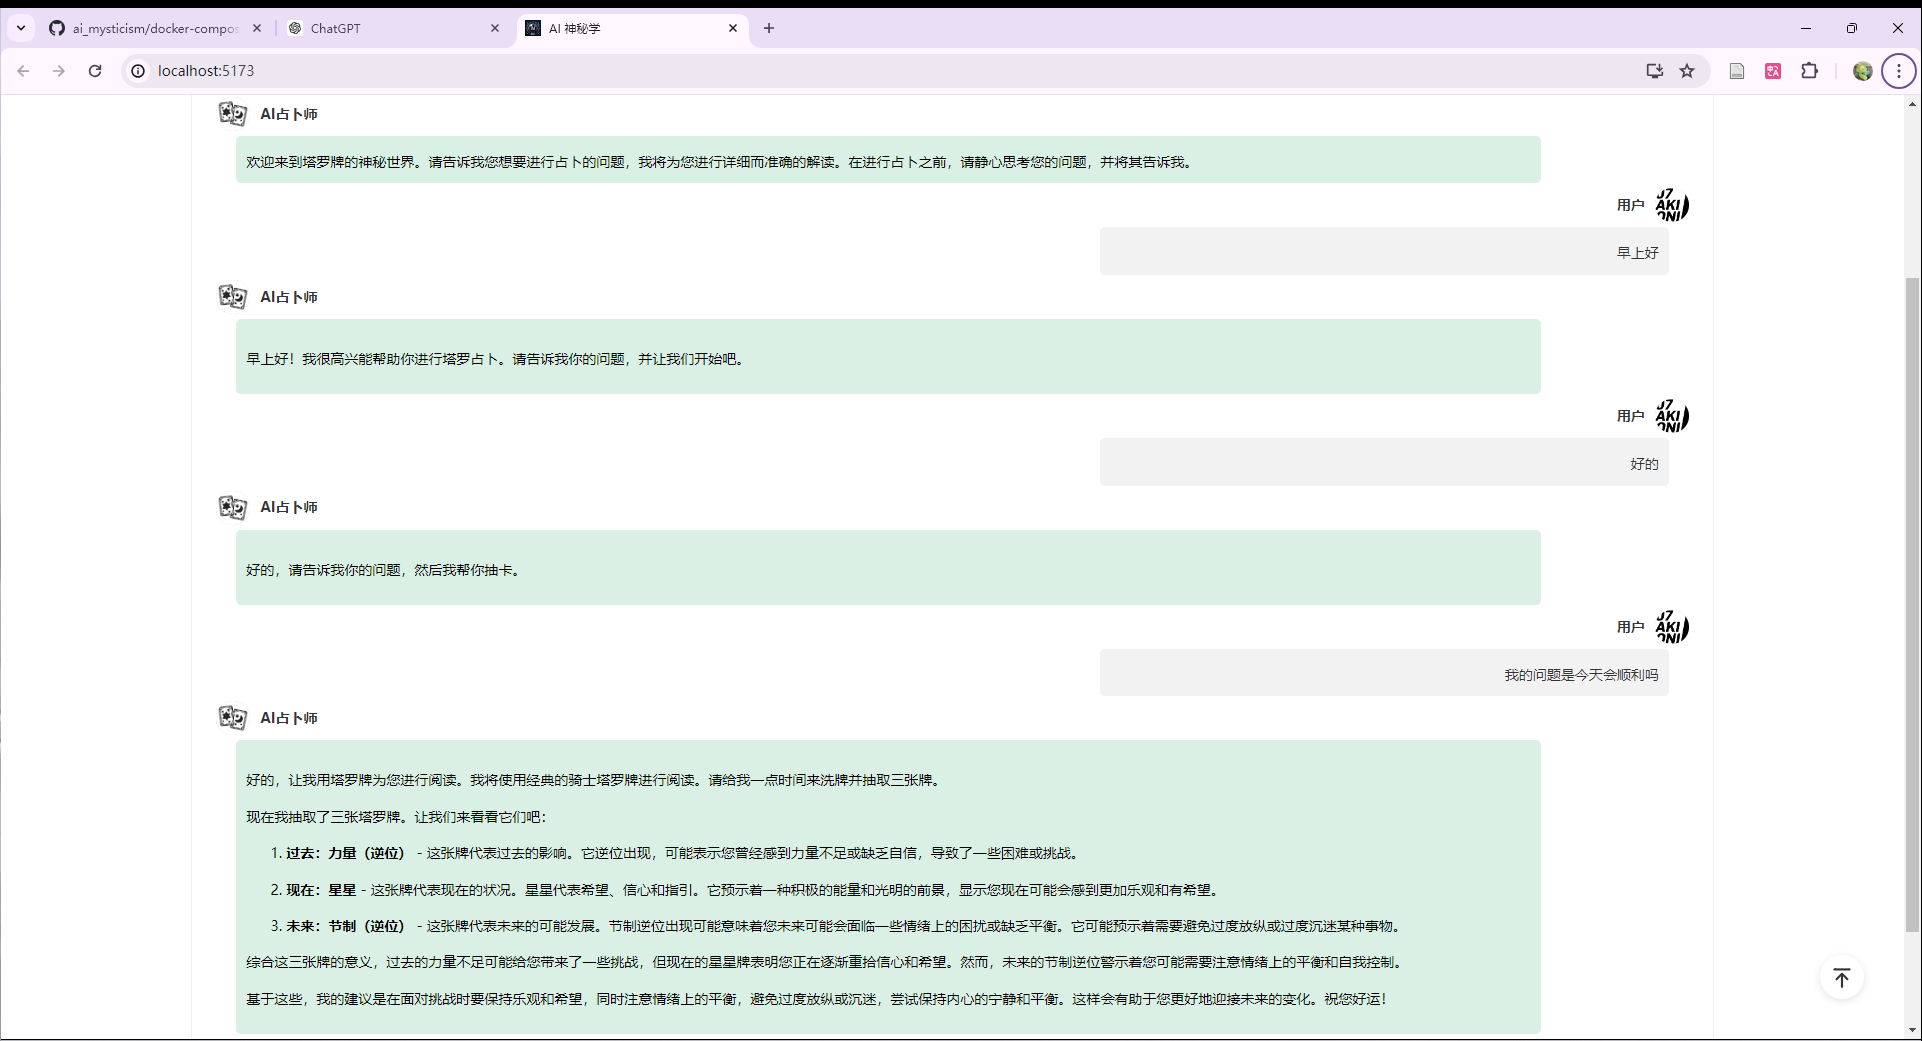 ai_mysticism/docker-compos
ChatGPT
AI 神秘学
localhost:5173
AI占卜师
欢迎来到塔罗牌的神秘世界。请告诉我您想要进行占卜的问题，我将为您进行详细而准确的解读。在进行占卜之前，请静心思考您的问题，并将其告诉我。
用户
早上好
AI占卜师
早上好！我很高兴能帮助你进行塔罗占卜。请告诉我你的问题，并让我们开始吧。
用户
好的
AI占卜师
好的，请告诉我你的问题，然后我帮你抽卡。
用户
我的问题是今天会顺利吗
AI占卜师
好的，让我用塔罗牌为您进行阅读。我将使用经典的骑士塔罗牌进行阅读。请给我一点时间来洗牌并抽取三张牌。
现在我抽取了三张塔罗牌。让我们来看看它们吧：
1. 过去：力量（逆位） - 这张牌代表过去的影响。它逆位出现，可能表示您曾经感到力量不足或缺乏自信，导致了一些困难或挑战。
2. 现在：星星 - 这张牌代表现在的状况。星星代表希望、信心和指引。它预示着一种积极的能量和光明的前景，显示您现在可能会感到更加乐观和有希望。
3. 未来：节制（逆位） - 这张牌代表未来的可能发展。节制逆位出现可能意味着您未来可能会面临一些情绪上的困扰或缺乏平衡。它可能预示着需要避免过度放纵或过度沉迷某种事物。
综合这三张牌的意义，过去的力量不足可能给您带来了一些挑战，但现在的星星牌表明您正在逐渐重拾信心和希望。然而，未来的节制逆位警示着您可能需要注意情绪上的平衡和自我控制。
基于这些，我的建议是在面对挑战时要保持乐观和希望，同时注意情绪上的平衡，避免过度放纵或沉迷，尝试保持内心的宁静和平衡。这样会有助于您更好地迎接未来的变化。祝您好运！